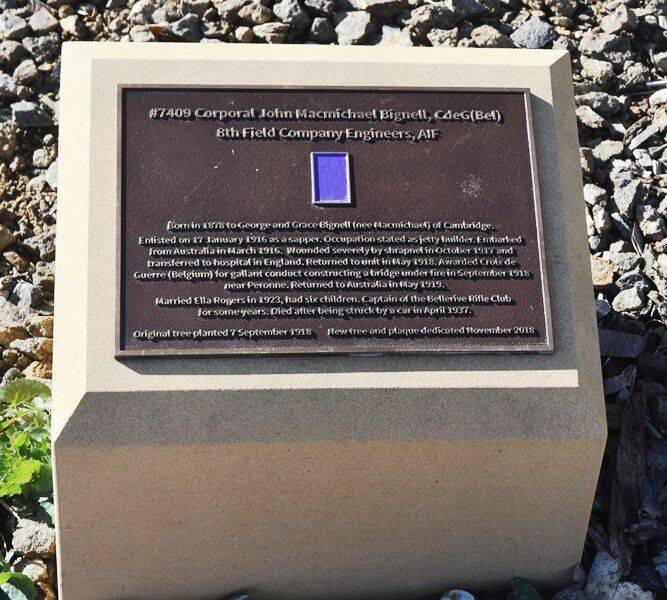 #7409 Corporal John Macmichael Bignell, CdeG(Bel)
8th Field Company Engineers, AIF
Born in 1878 to George and Grace Bignell (nee Macmichael) of Cambridge.
Enlisted on 17 January 1916 as a sapper. Occupation stated as jetty builder. Embarked
from Australia in March 1916. Wounded severely by shrapnel in October 1917 and
transferred to hospital in England. Returned to unit in May 1918. Awarded Croix de
Guerre (Belgium) for gallant conduct constructing a bridge under fire in September 1918
near Peronne. Returned to Australia in May 1919.
Married Ella Rogers in 1923, had six children. Captain of the Bellerive Rifle Club
for some years. Died after being struck by a car in April 1937.
Original tree planted 7 September 1918 New tree and plaque dedicated November 2018